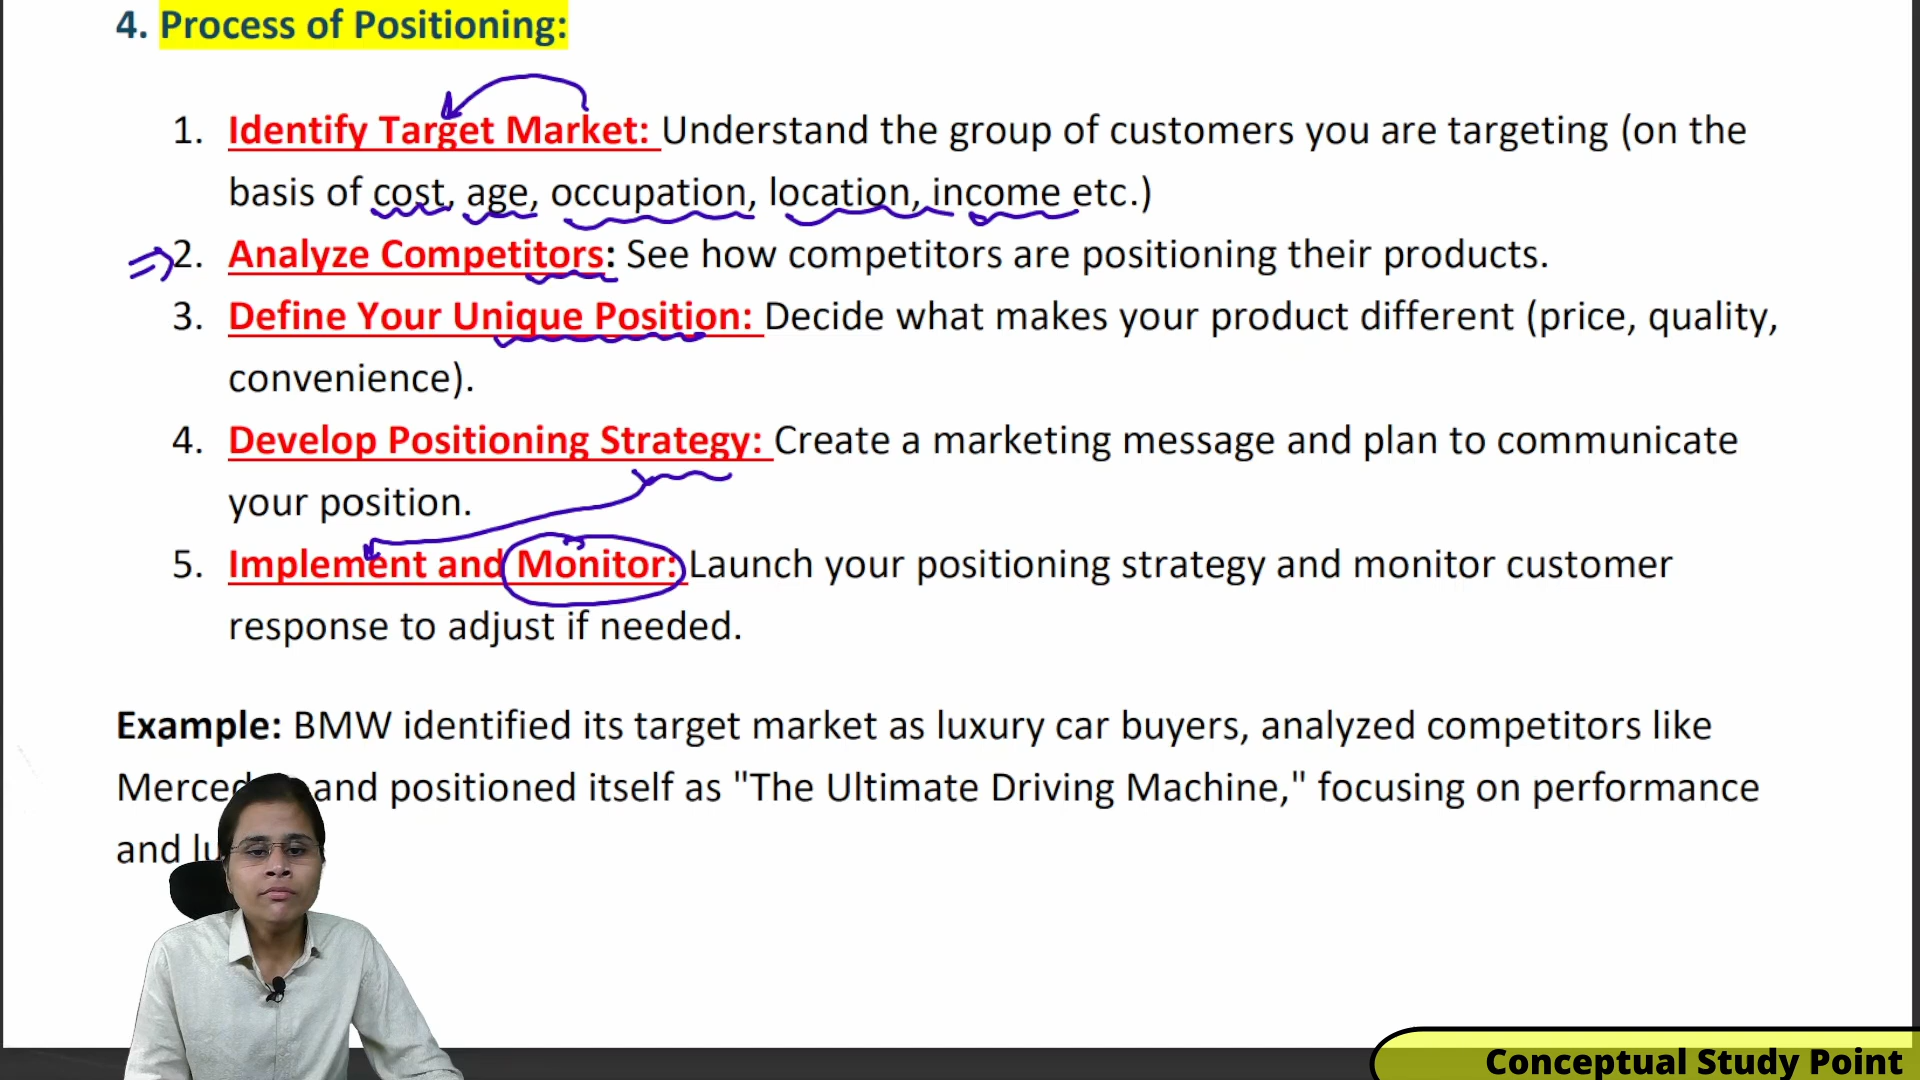 4. Process of Positioning:
1. Identify Target Market: Understand the group of customers you are targeting (on the
basis of cost, age, occupation, location, income etc.)
2. Analyze Competitors: See how competitors are positioning their products.
3. Define Your Unique Position: Decide what makes your product different (price, quality,
convenience).
4. Develop Positioning Strategy: Create a marketing message and plan to communicate
your position.
5. Implement and Monitor: Launch your positioning strategy and monitor customer
response to adjust if needed.
Example: BMW identified its target market as luxury car buyers, analyzed competitors like
and positioned itself as "The Ultimate Driving Machine," focusing on performance
and
Conceptual Study Point